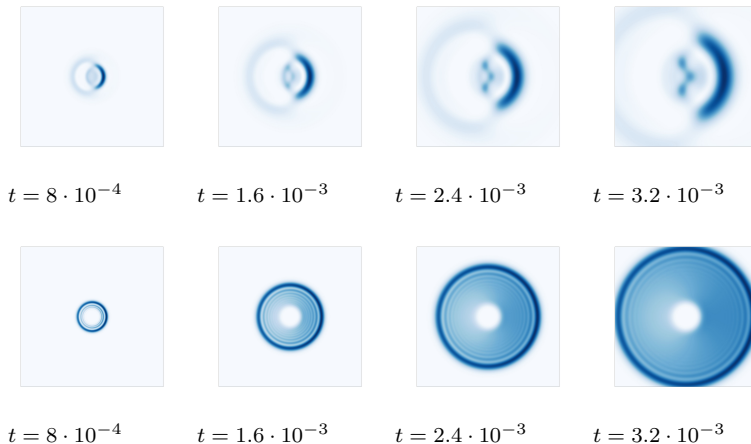 t = 8 · 10⁻⁴ t = 1.6 · 10⁻³ t = 2.4 · 10⁻³ t = 3.2 · 10⁻³
t = 8 · 10⁻⁴ t = 1.6 · 10⁻³ t = 2.4 · 10⁻³ t = 3.2 · 10⁻³